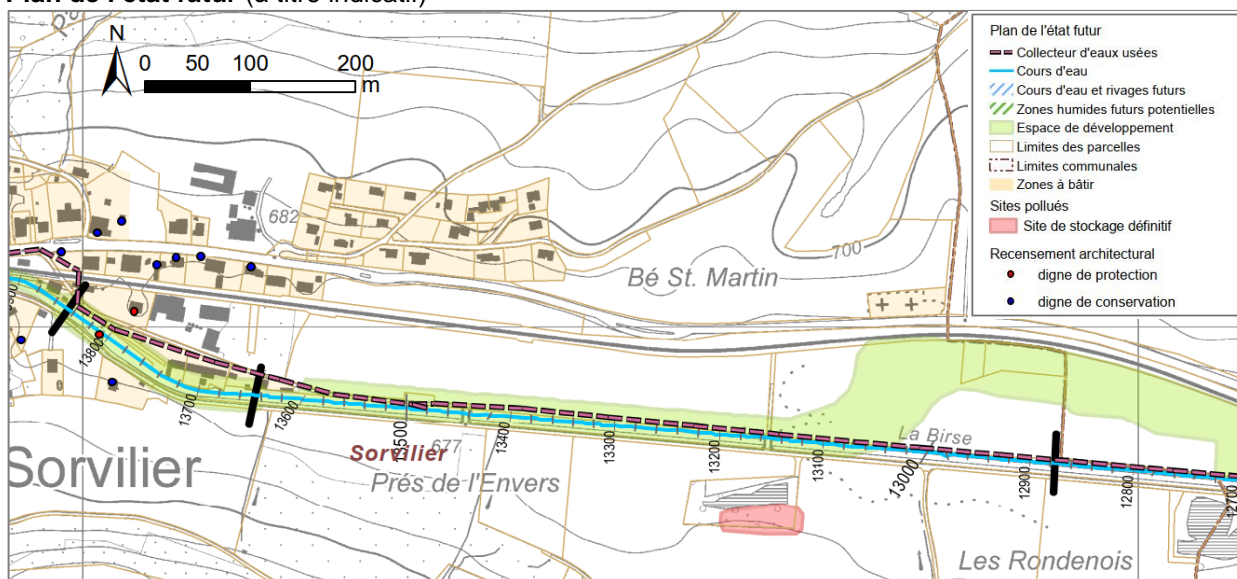 Plan de l'état futur (à titre indicatif)
N
0 50 100 200
m
Plan de l'état futur
Collecteur d'eaux usées
Cours d'eau
Cours d'eau et rivages futurs
Zones humides futurs potentielles
Espace de développement
Limites des parcelles
Limites communales
Zones à bâtir
Sites pollués
Site de stockage définitif
Recensement architectural
digne de protection
digne de conservation
682
700
Bé St. Martin
13800
13700
13600
13500
13400
13300
13200
13100
13000
12900
12800
12700
La Birse
677
Sorvilier
Sorvilier
Prés de l'Envers
Les Rondenois